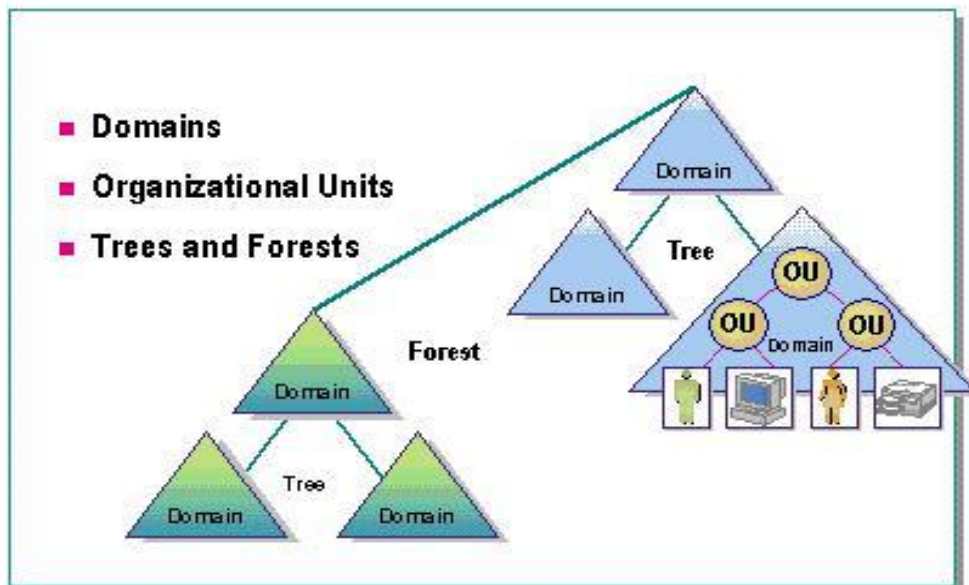 Domains
Organizational Units
Trees and Forests
Domain
Domain
Tree
OU
OU
OU
Domain
Forest
Domain
Domain
Tree
Domain